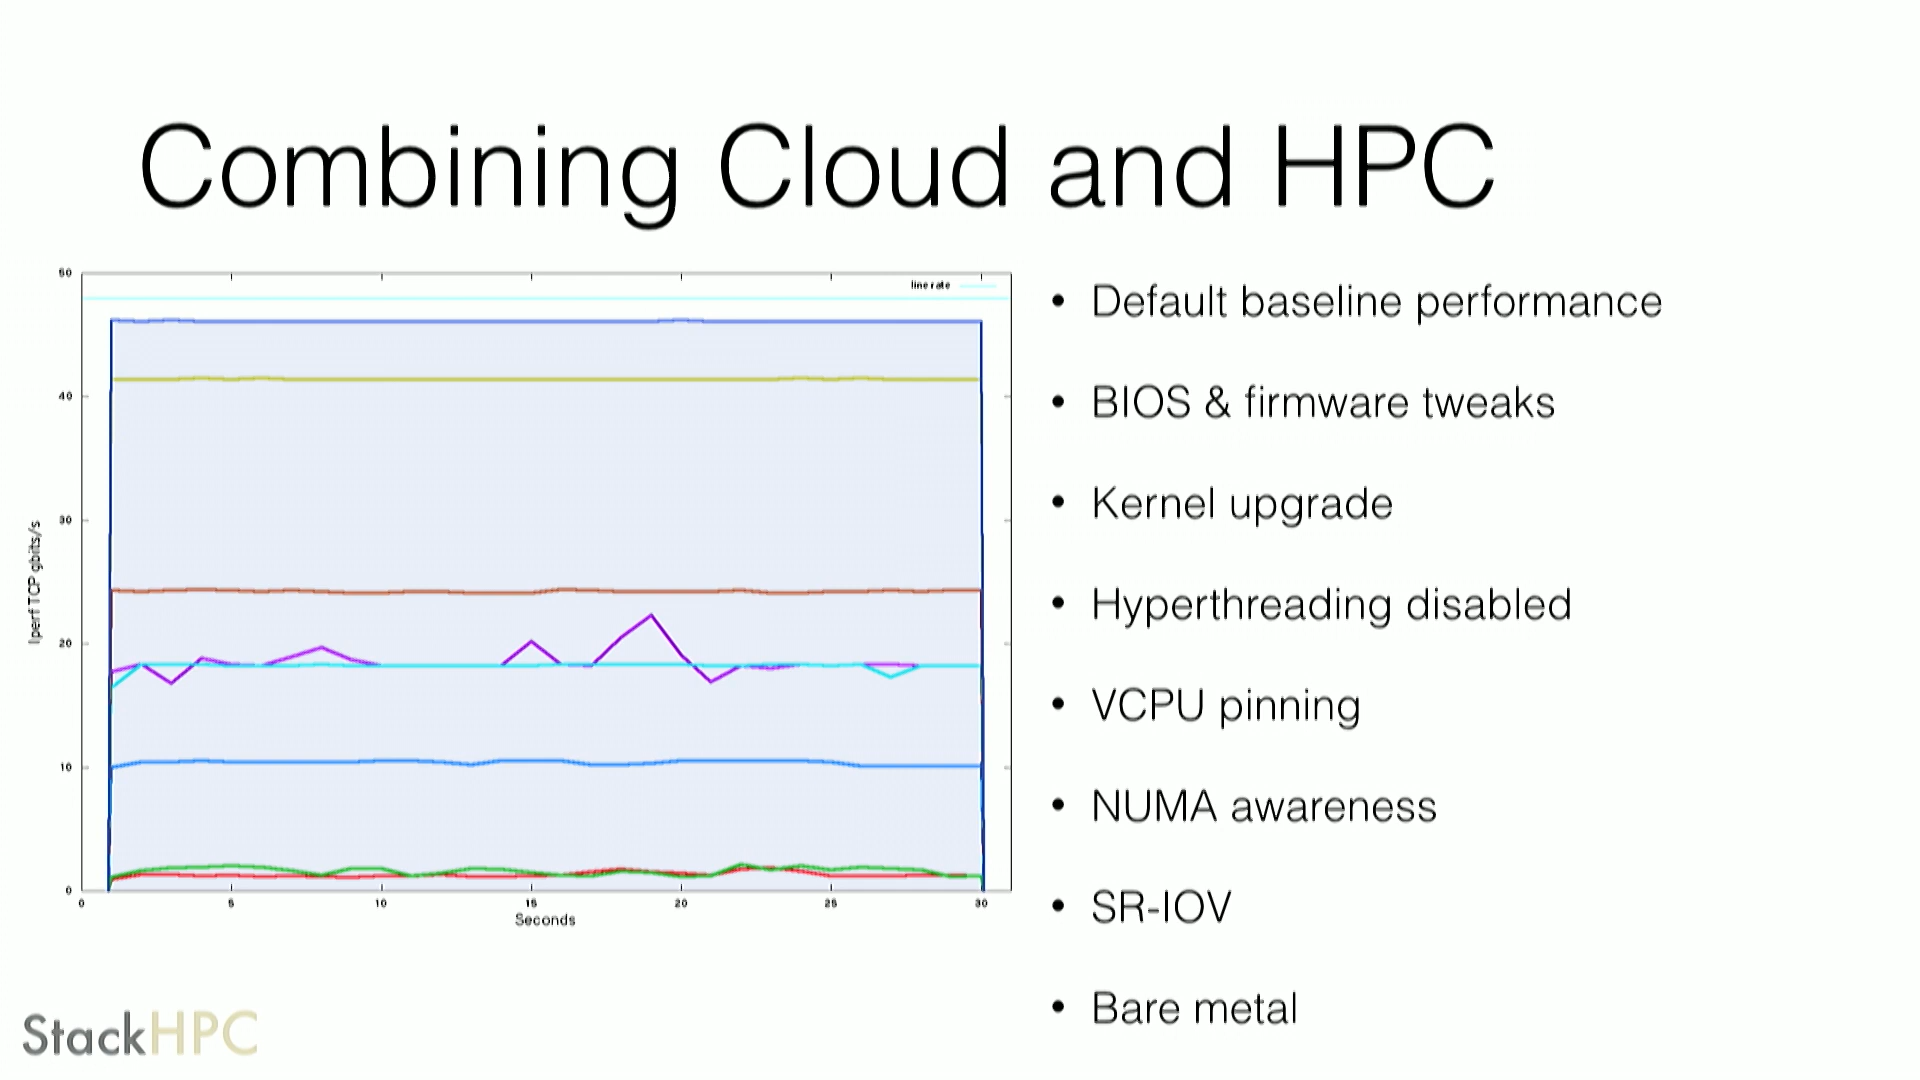 Combining Cloud and HPC
50
line rate
40
30
20
10
0
Iperf TCP gbits/s
0 5 10 15 20 25 30
Seconds
• Default baseline performance
• BIOS & firmware tweaks
• Kernel upgrade
• Hyperthreading disabled
• VCPU pinning
• NUMA awareness
• SR-IOV
• Bare metal
StackHPC